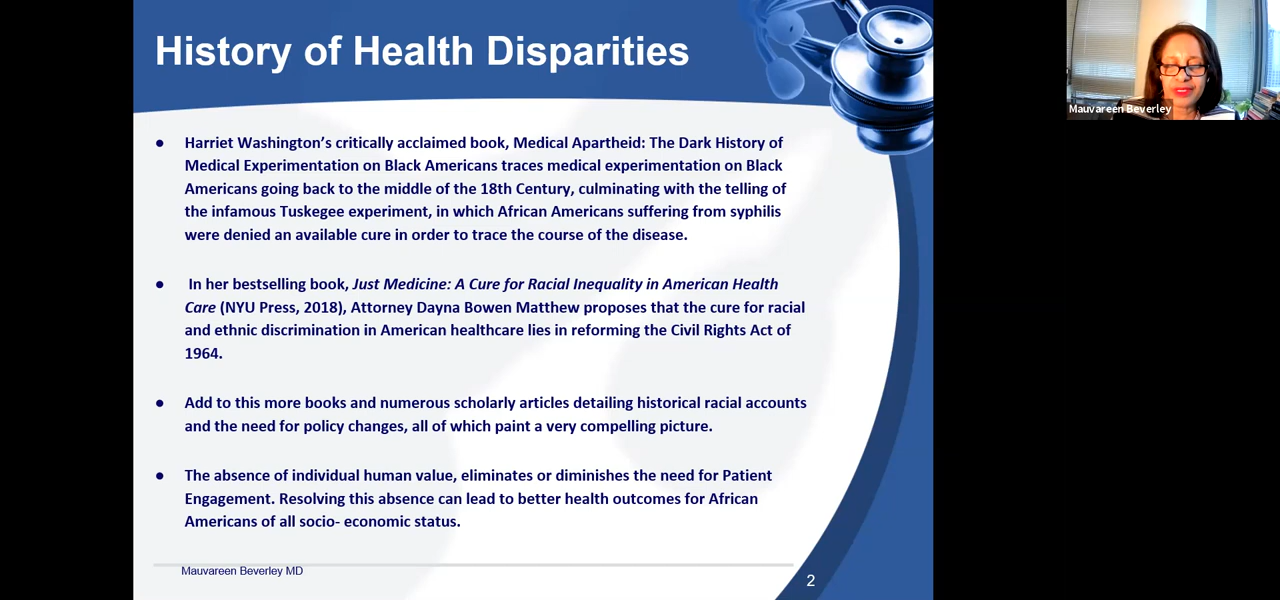 History of Health Disparities
Mauvareen Beverley
● Harriet Washington’s critically acclaimed book, Medical Apartheid: The Dark History of
Medical Experimentation on Black Americans traces medical experimentation on Black
Americans going back to the middle of the 18th Century, culminating with the telling of
the infamous Tuskegee experiment, in which African Americans suffering from syphilis
were denied an available cure in order to trace the course of the disease.
● In her bestselling book, Just Medicine: A Cure for Racial Inequality in American Health
Care (NYU Press, 2018), Attorney Dayna Bowen Matthew proposes that the cure for racial
and ethnic discrimination in American healthcare lies in reforming the Civil Rights Act of
1964.
● Add to this more books and numerous scholarly articles detailing historical racial accounts
and the need for policy changes, all of which paint a very compelling picture.
● The absence of individual human value, eliminates or diminishes the need for Patient
Engagement. Resolving this absence can lead to better health outcomes for African
Americans of all socio- economic status.
Mauvareen Beverley MD
2